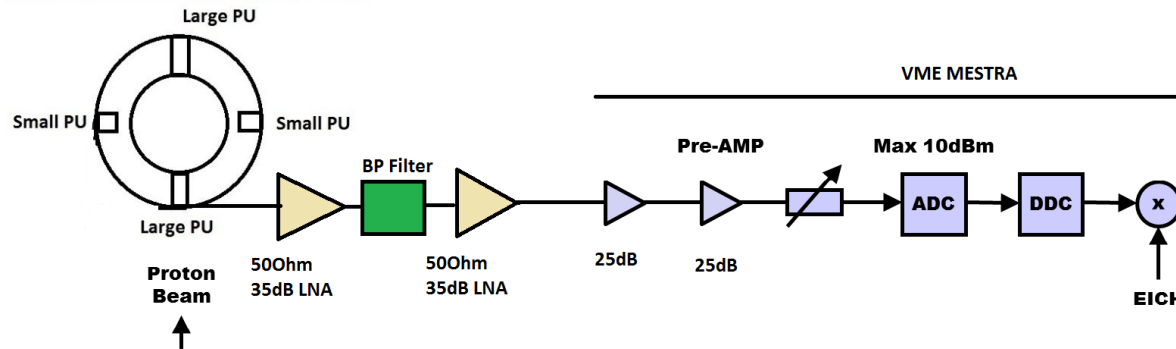 Large PU
VME MESTRA
Small PU
Small PU
BP Filter
Pre-AMP
Max 10dBm
ADC
DDC
x
Large PU
50Ohm
35dB LNA
50Ohm
35dB LNA
25dB
25dB
Proton
Beam
EICH